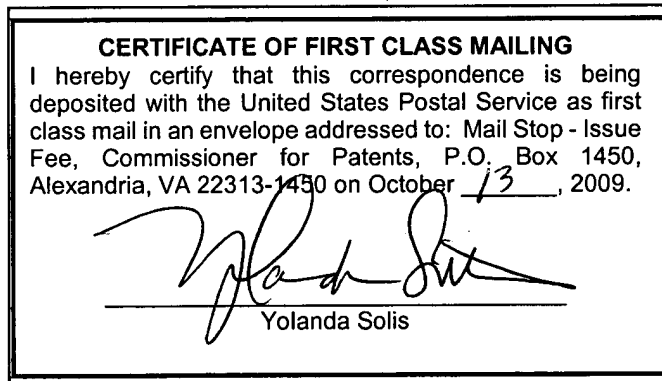 CERTIFICATE OF FIRST CLASS MAILING
I hereby certify that this correspondence is being
deposited with the United States Postal Service as first
class mail in an envelope addressed to: Mail Stop - Issue
Fee, Commissioner for Patents, P.O. Box 1450,
Alexandria, VA 22313-1450 on October 13, 2009.
Yolanda Solis
Yolanda Solis